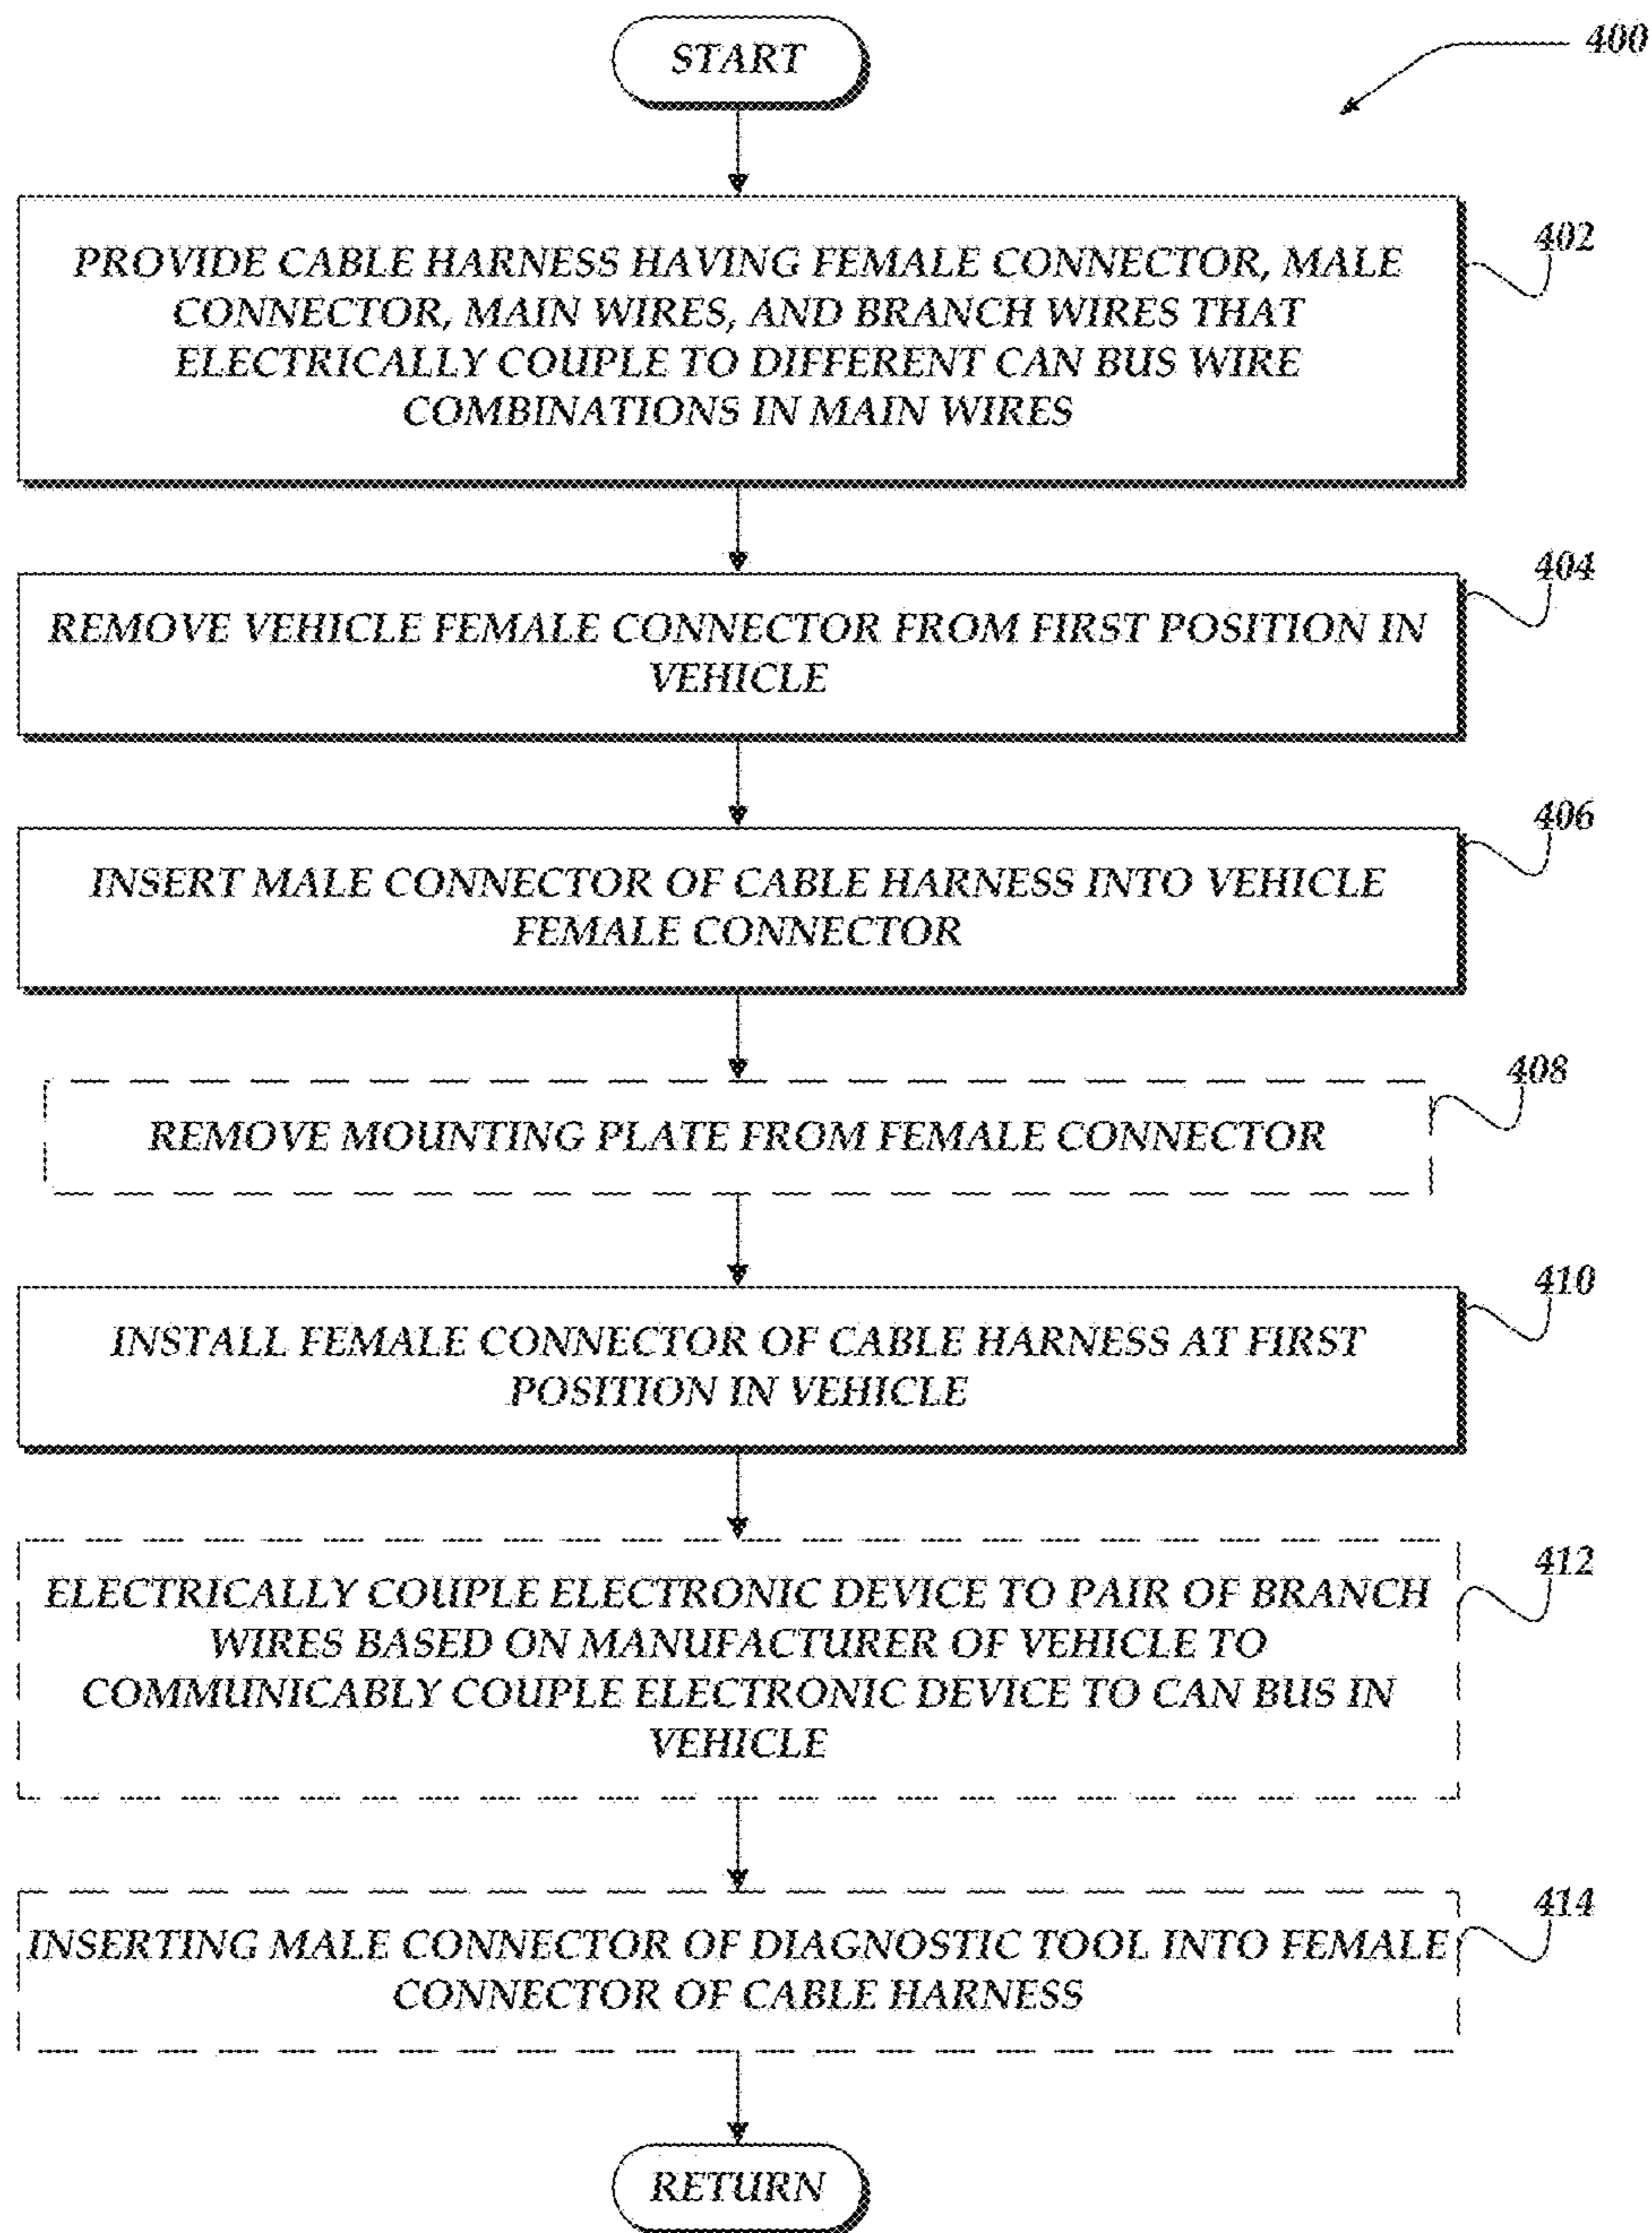 START
400
PROVIDE CABLE HARNESS HAVING FEMALE CONNECTOR, MALE
CONNECTOR, MAIN WIRES, AND BRANCH WIRES THAT
ELECTRICALLY COUPLE TO DIFFERENT CAN BUS WIRE
COMBINATIONS IN MAIN WIRES
402
REMOVE VEHICLE FEMALE CONNECTOR FROM FIRST POSITION IN
VEHICLE
404
INSERT MALE CONNECTOR OF CABLE HARNESS INTO VEHICLE
FEMALE CONNECTOR
406
REMOVE MOUNTING PLATE FROM FEMALE CONNECTOR
408
INSTALL FEMALE CONNECTOR OF CABLE HARNESS AT FIRST
POSITION IN VEHICLE
410
ELECTRICALLY COUPLE ELECTRONIC DEVICE TO PAIR OF BRANCH
WIRES BASED ON MANUFACTURER OF VEHICLE TO
COMMUNICABLY COUPLE ELECTRONIC DEVICE TO CAN BUS IN
VEHICLE
412
INSERTING MALE CONNECTOR OF DIAGNOSTIC TOOL INTO FEMALE
CONNECTOR OF CABLE HARNESS
414
RETURN